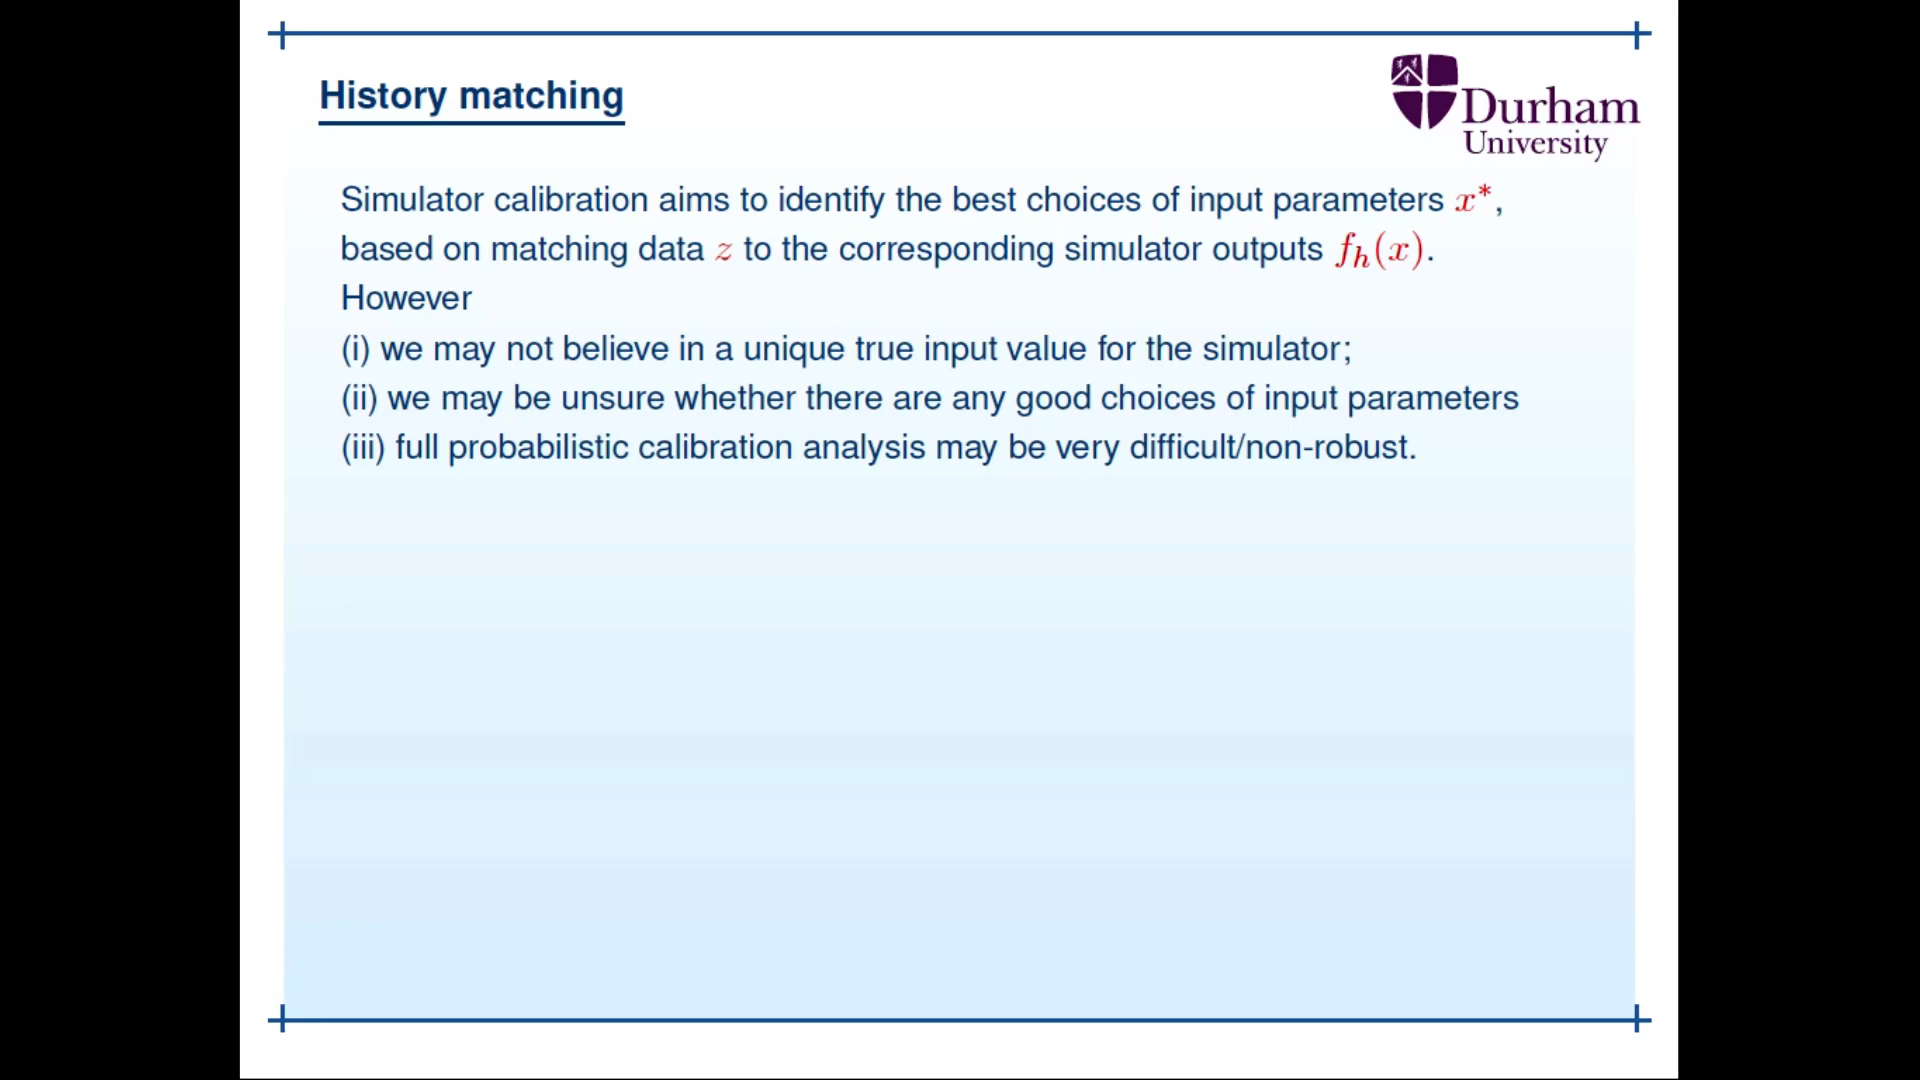 History matching
Durham
University
Simulator calibration aims to identify the best choices of input parameters x*,
based on matching data z to the corresponding simulator outputs fₕ(x).
However
(i) we may not believe in a unique true input value for the simulator;
(ii) we may be unsure whether there are any good choices of input parameters
(iii) full probabilistic calibration analysis may be very difficult/non-robust.